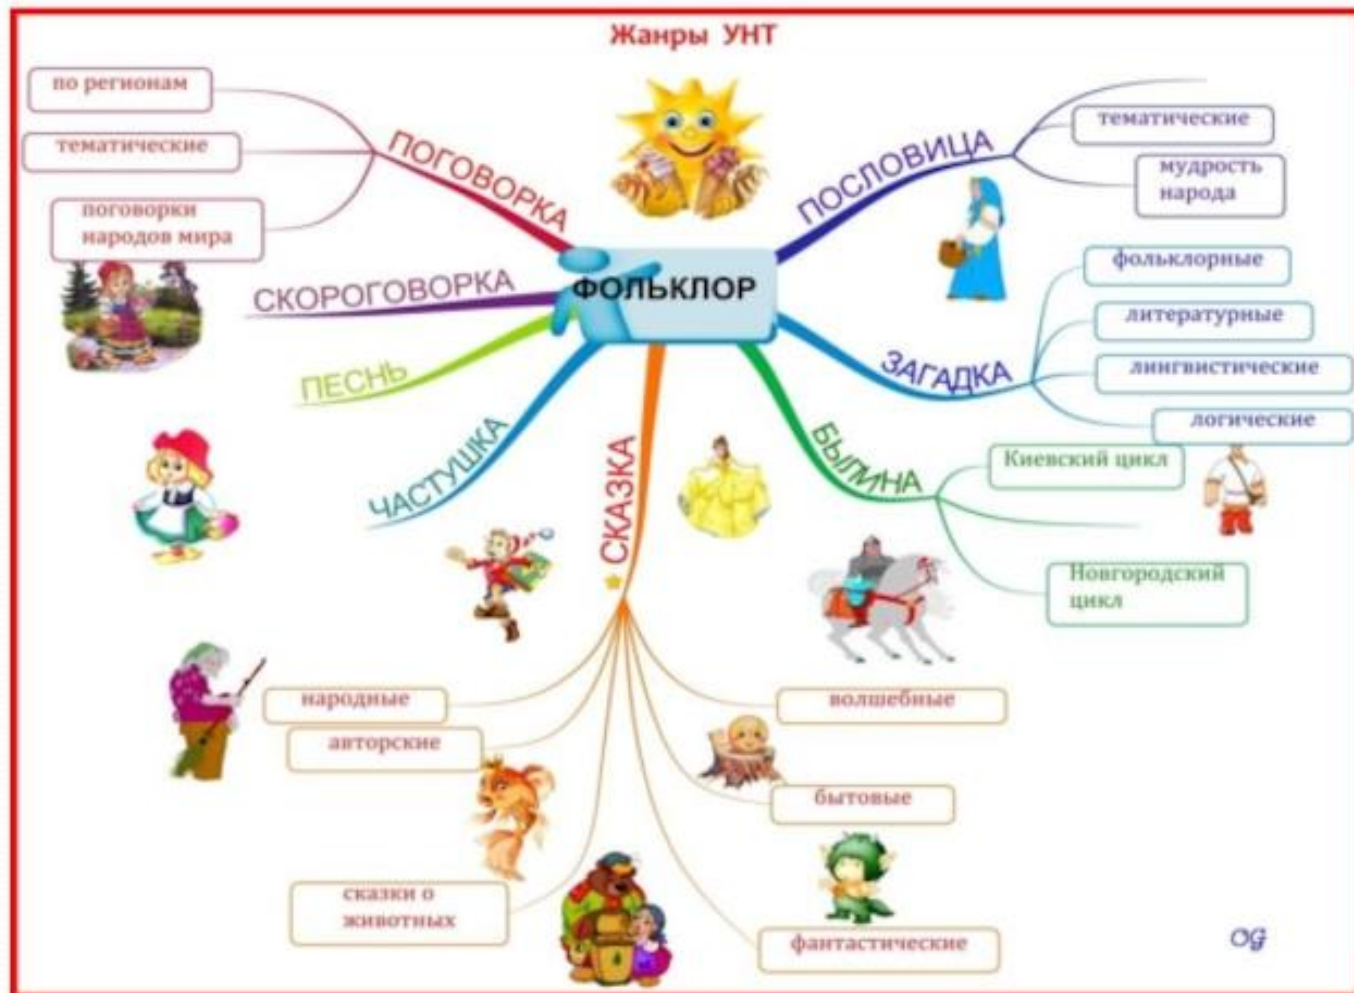 Жанры УНТ
по регионам
тематические
поговорки
народов мира
ПОГОВОРКА
СКОРОГОВОРКА
ПЕСНЬ
ЧАСТУШКА
СКАЗКА
ФОЛЬКЛОР
ПОСЛОВИЦА
тематические
мудрость
народа
ЗАГАДКА
фольклорные
литературные
лингвистические
логические
БЫЛИНА
Киевский цикл
Новгородский
цикл
народные
авторские
сказки о
животных
волшебные
бытовые
фантастические
OG